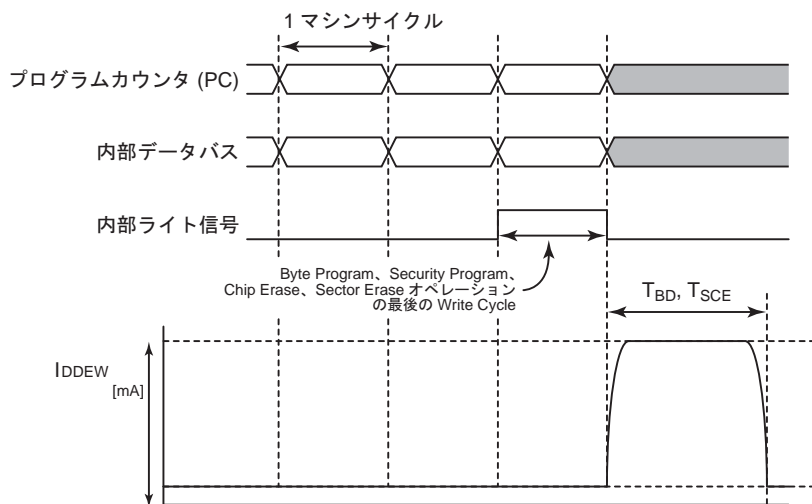 1 マシンサイクル
プログラムカウンタ (PC)
内部データバス
内部ライト信号
Byte Program、Security Program、
Chip Erase、Sector Erase オペレーション
の最後の Write Cycle
TBD, TSCE
IDDEW
[mA]